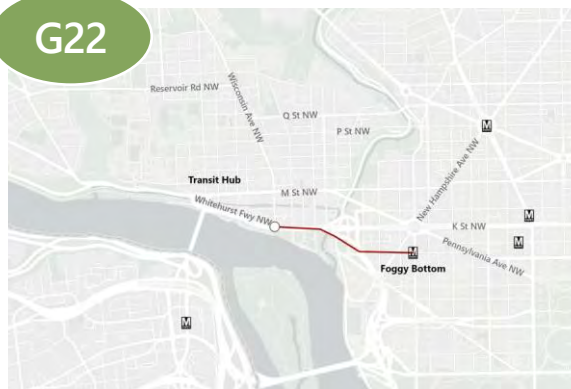 G22
Reservoir Rd NW
Wisconsin Ave NW
Q St NW
P St NW
M
New Hampshire Ave NW
Transit Hub
M St NW
Whitehurst Fwy NW
K St NW
M
M
Pennsylvania Ave NW
M
Foggy Bottom
M